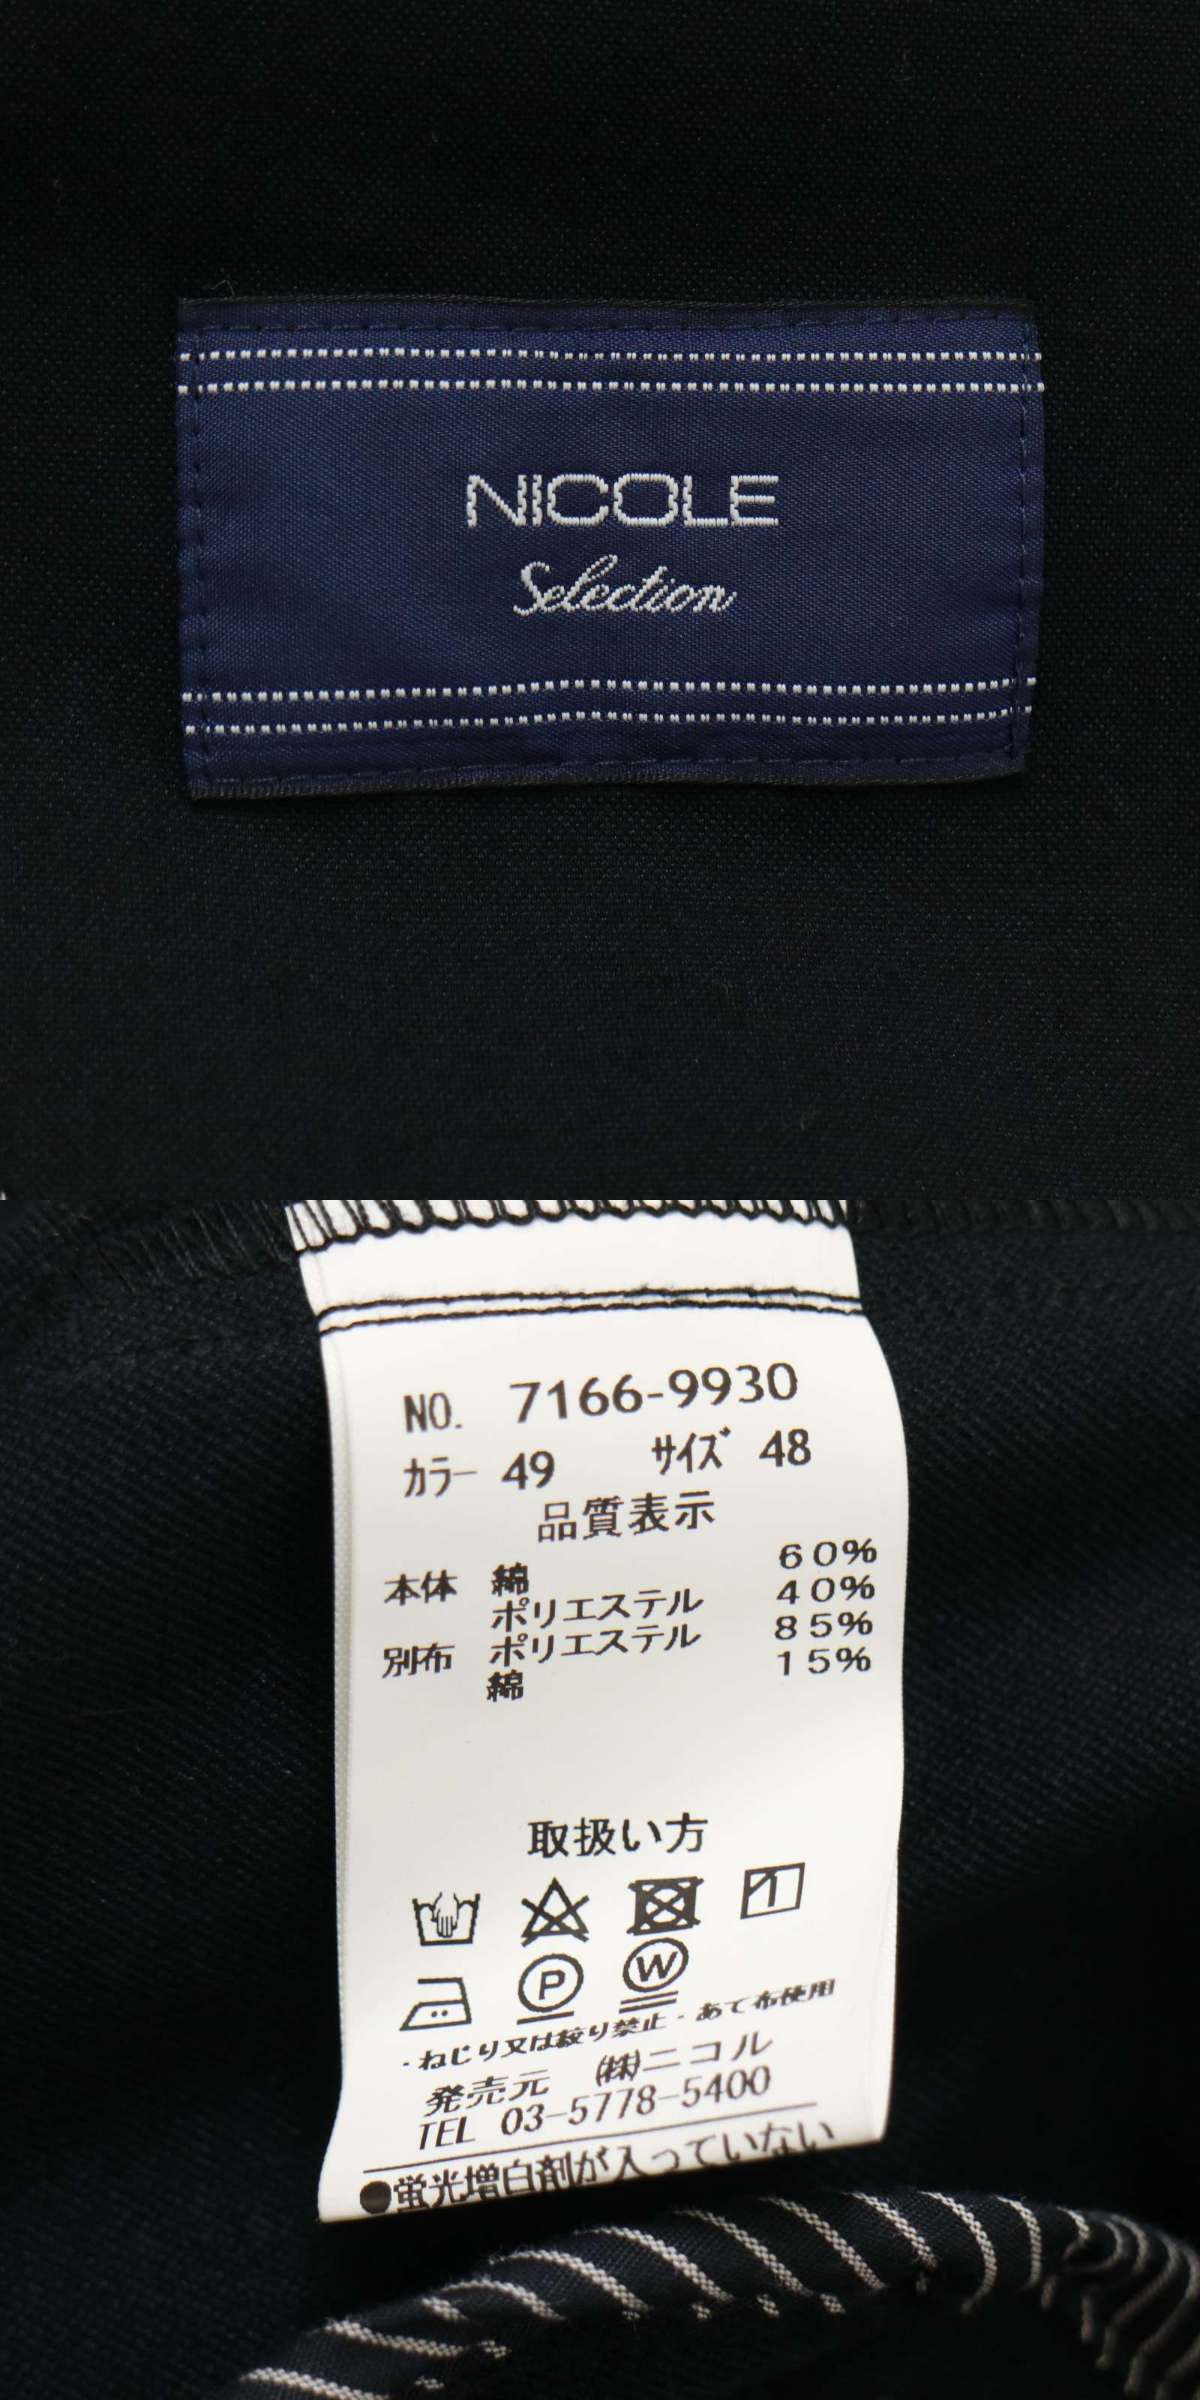 NICOLE
Selection
NO. 7166-9930
カラー 49 サイズ 48
品質表示
本体 綿 60%
ポリエステル 40%
別布 ポリエステル 85%
綿 15%
取扱い方
P W
・ねじり又は絞り禁止・あて布使用
発売元 ㈱ニコル
TEL 03-5778-5400
●蛍光増白剤が入っていない